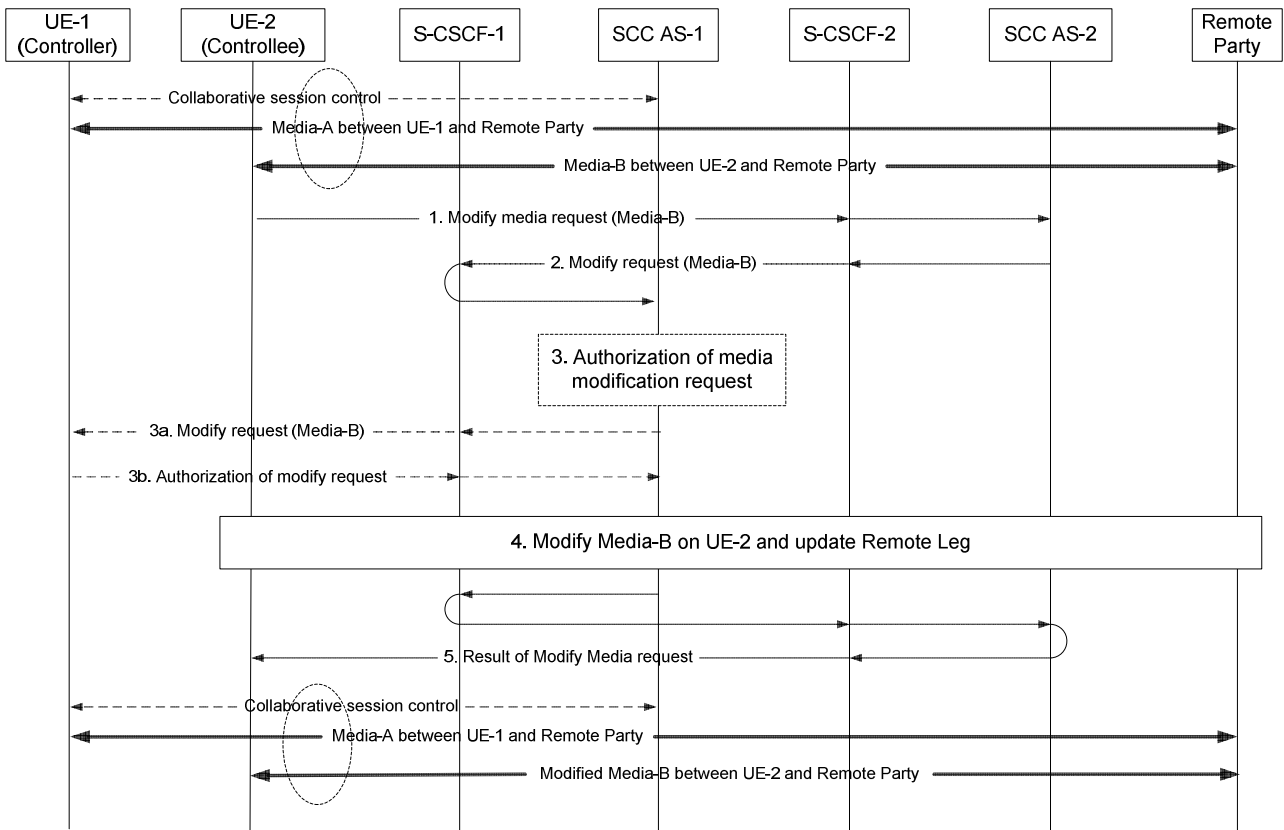 UE-1
(Controller)
UE-2
(Controllee)
S-CSCF-1
SCC AS-1
S-CSCF-2
SCC AS-2
Remote
Party
Collaborative session control
Media-A between UE-1 and Remote Party
Media-B between UE-2 and Remote Party
1. Modify media request (Media-B)
2. Modify request (Media-B)
3. Authorization of media
modification request
3a. Modify request (Media-B)
3b. Authorization of modify request
4. Modify Media-B on UE-2 and update Remote Leg
5. Result of Modify Media request
Collaborative session control
Media-A between UE-1 and Remote Party
Modified Media-B between UE-2 and Remote Party